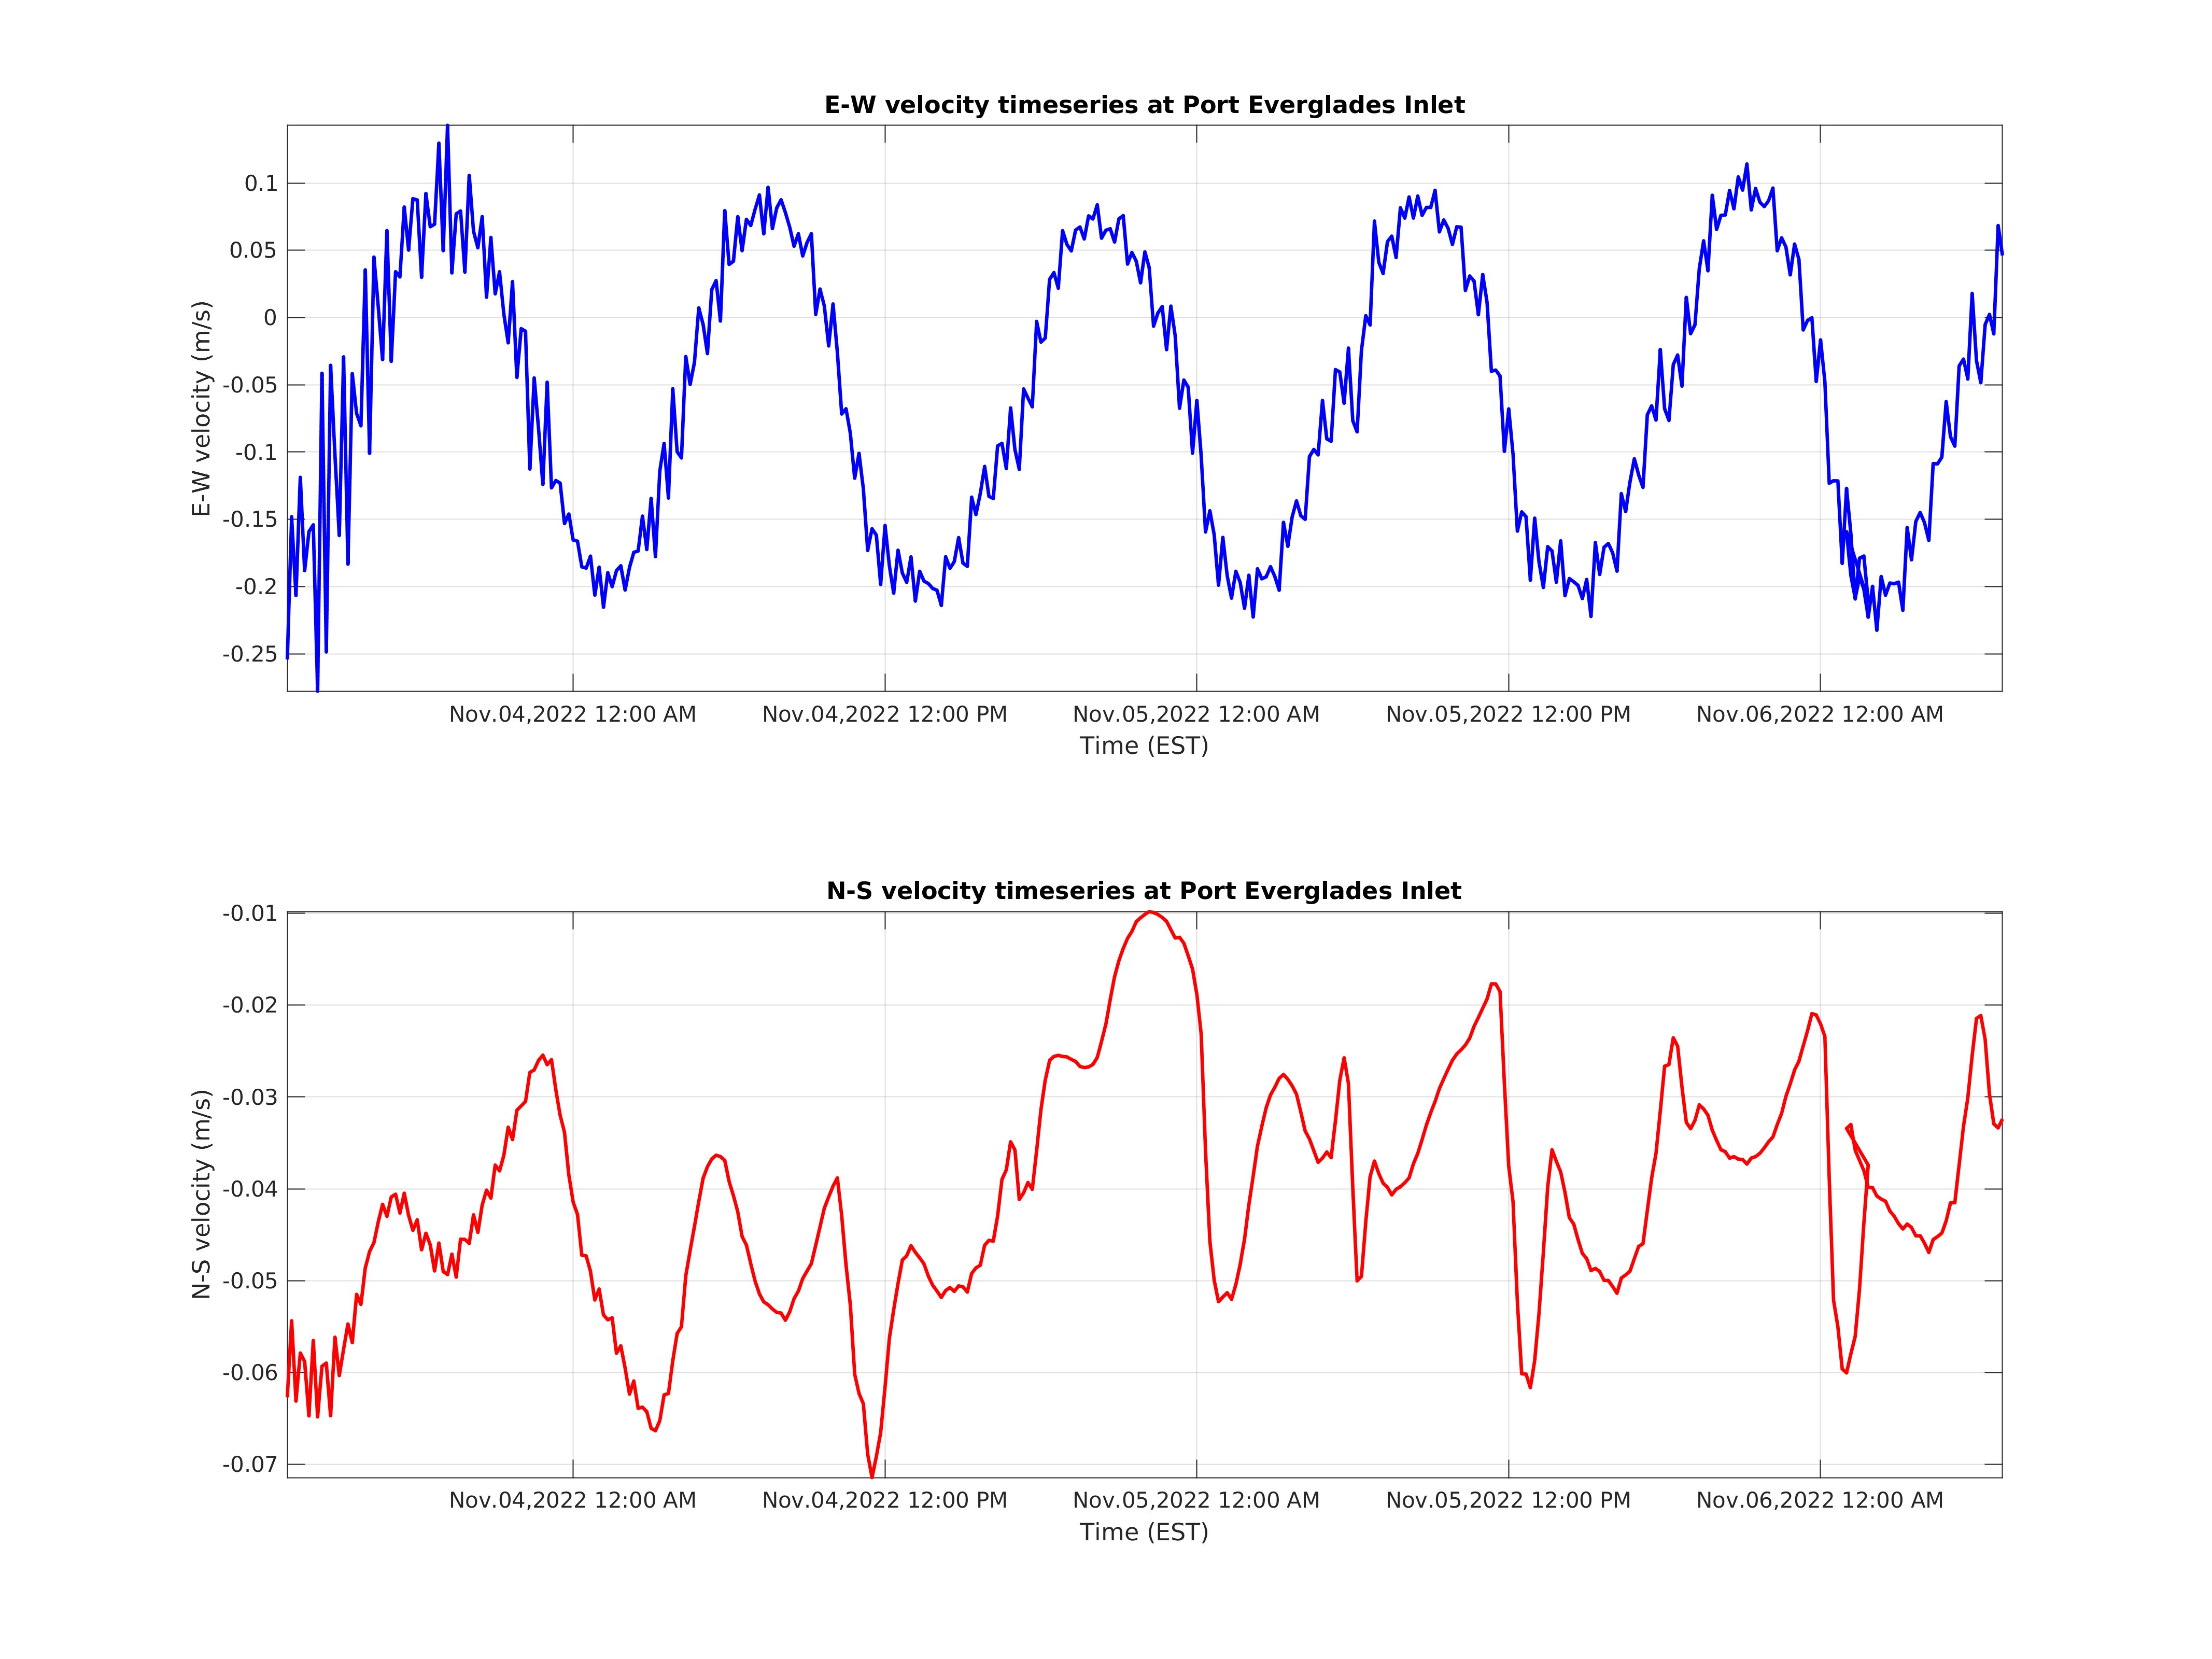 E-W velocity timeseries at Port Everglades Inlet
0.1
0.05
0
-0.05
-0.1
-0.15
-0.2
-0.25
E-W velocity (m/s)
Nov.04,2022 12:00 AM
Nov.04,2022 12:00 PM
Nov.05,2022 12:00 AM
Nov.05,2022 12:00 PM
Nov.06,2022 12:00 AM
Time (EST)
N-S velocity timeseries at Port Everglades Inlet
-0.01
-0.02
-0.03
-0.04
-0.05
-0.06
-0.07
N-S velocity (m/s)
Nov.04,2022 12:00 AM
Nov.04,2022 12:00 PM
Nov.05,2022 12:00 AM
Nov.05,2022 12:00 PM
Nov.06,2022 12:00 AM
Time (EST)